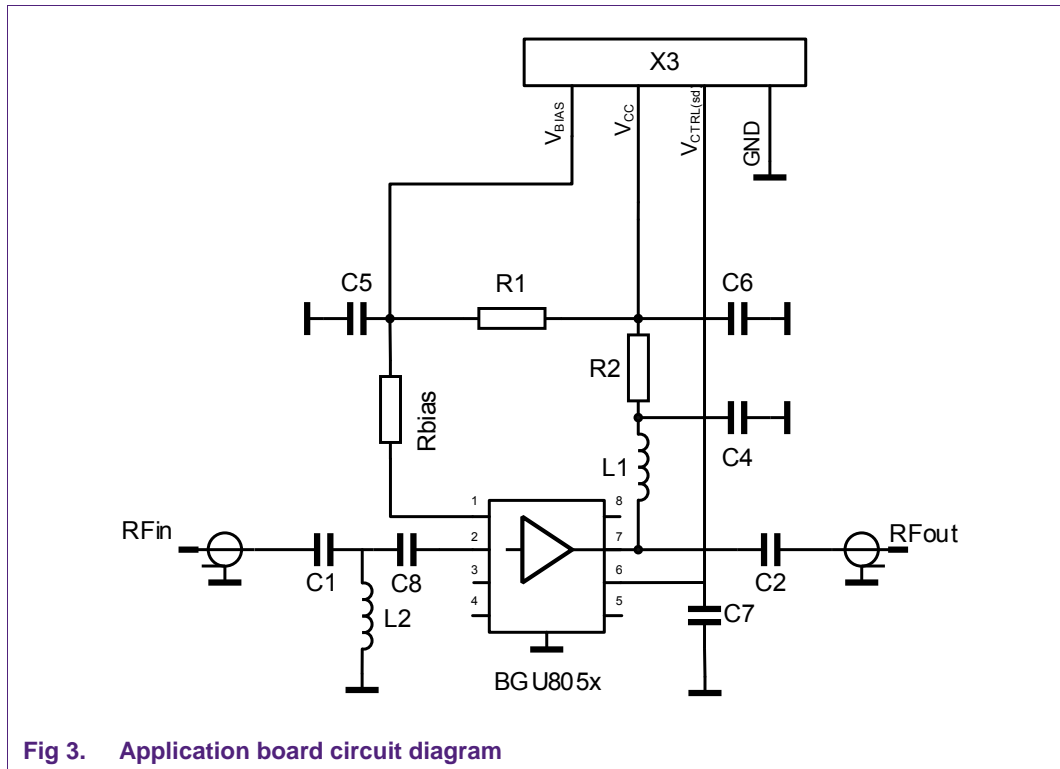 X3
VBIAS
VCC
VCTRL(sd)
GND
C5
R1
C6
R2
Rbias
C4
L1
1
8
RFin
2
7
RFout
C1
C8
C2
3
6
L2
4
5
C7
BGU805x
Fig 3. Application board circuit diagram